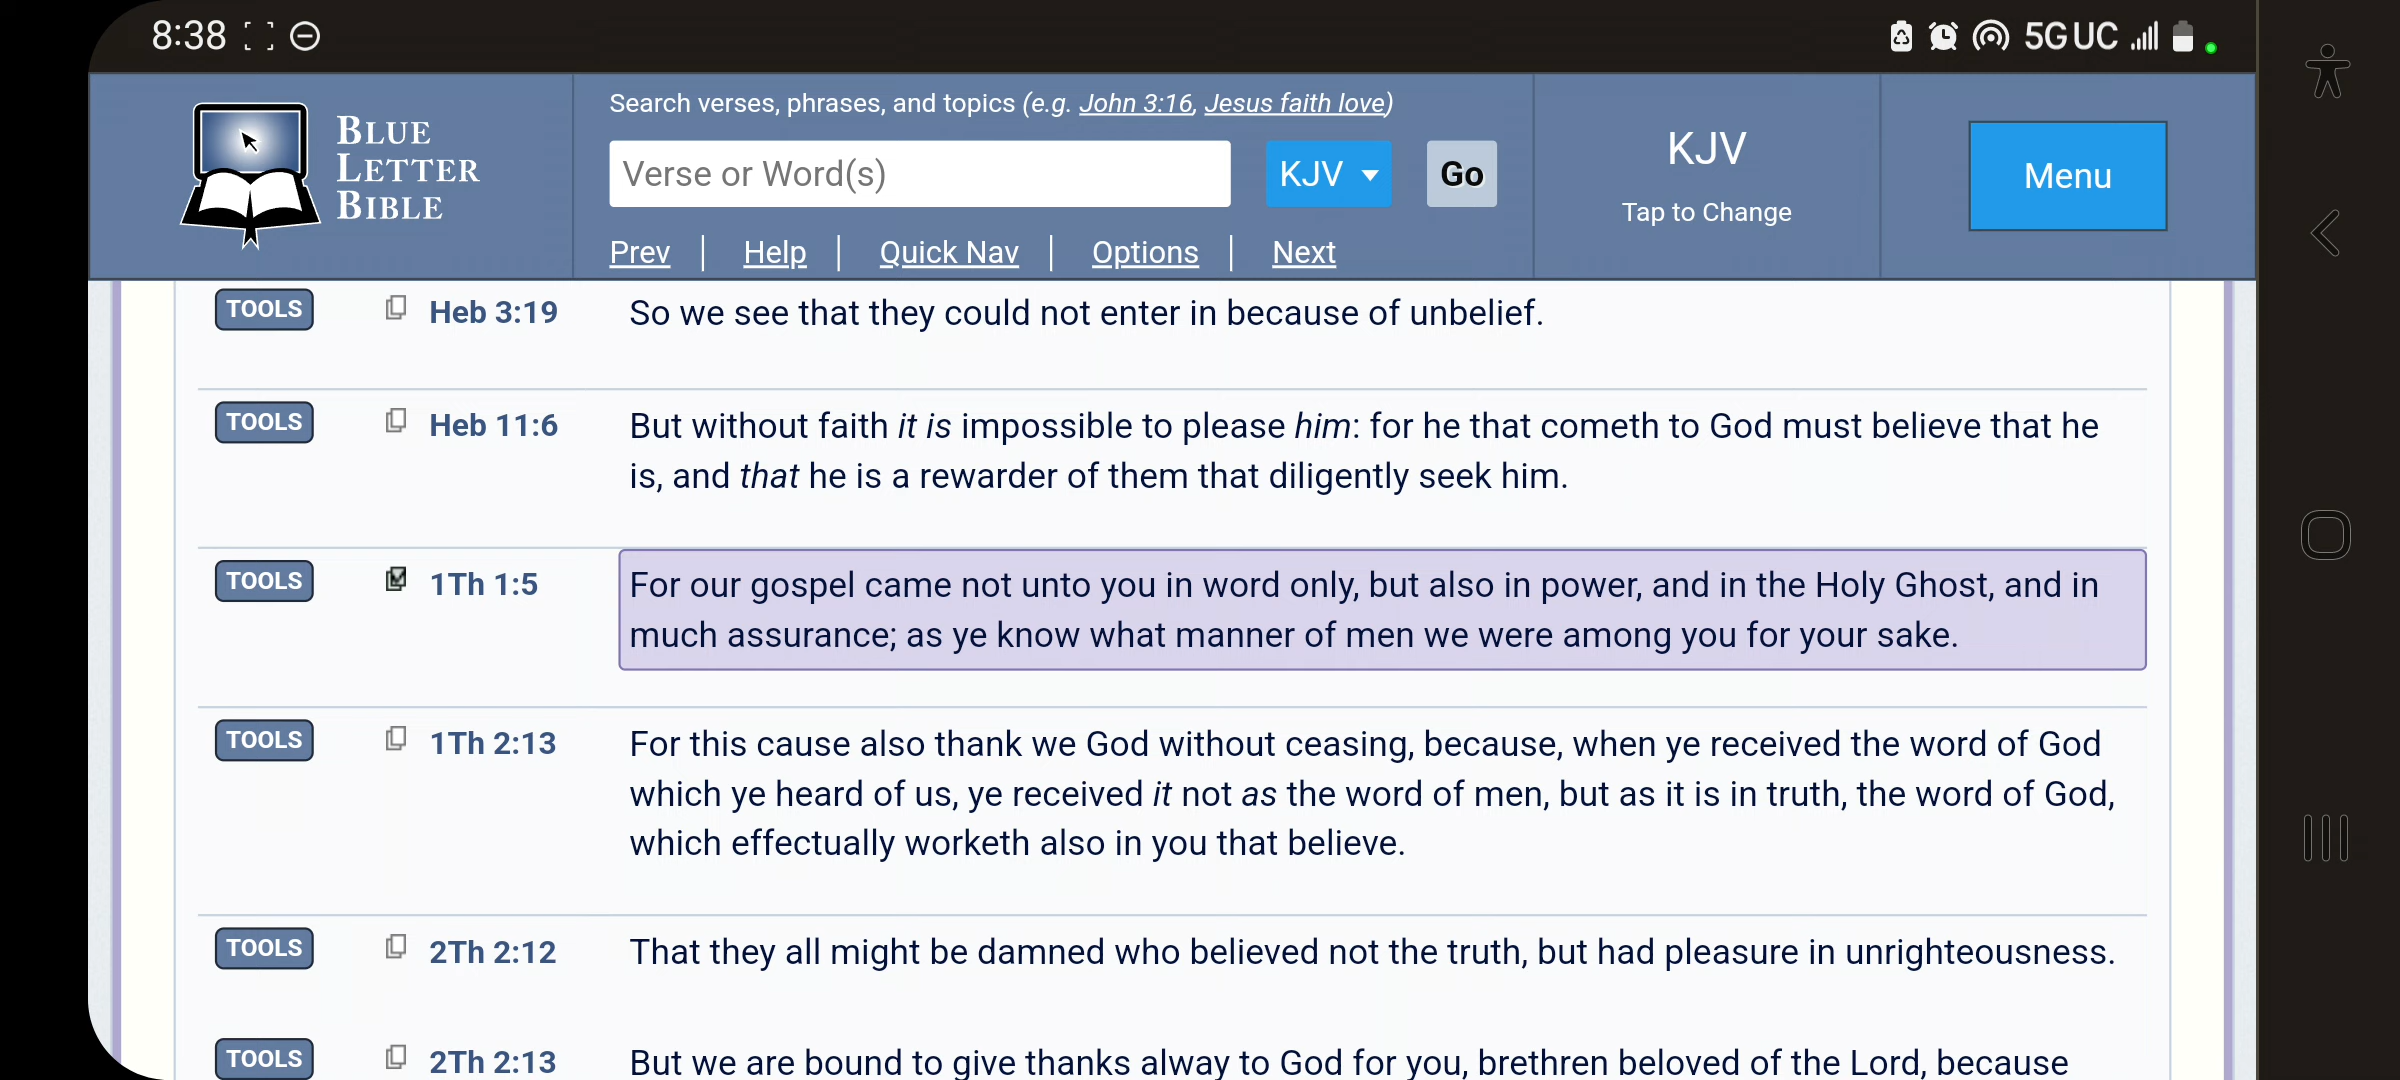 8:38
5G UC
BLUE
LETTER
BIBLE
Search verses, phrases, and topics (e.g. John 3:16, Jesus faith love)
Verse or Word(s)
KJV
Go
KJV
Tap to Change
Menu
Prev | Help | Quick Nav | Options | Next
TOOLS Heb 3:19 So we see that they could not enter in because of unbelief.
TOOLS Heb 11:6 But without faith it is impossible to please him: for he that cometh to God must believe that he
is, and that he is a rewarder of them that diligently seek him.
TOOLS 1Th 1:5 For our gospel came not unto you in word only, but also in power, and in the Holy Ghost, and in
much assurance; as ye know what manner of men we were among you for your sake.
TOOLS 1Th 2:13 For this cause also thank we God without ceasing, because, when ye received the word of God
which ye heard of us, ye received it not as the word of men, but as it is in truth, the word of God,
which effectually worketh also in you that believe.
TOOLS 2Th 2:12 That they all might be damned who believed not the truth, but had pleasure in unrighteousness.
TOOLS 2Th 2:13 But we are bound to give thanks alway to God for you, brethren beloved of the Lord, because